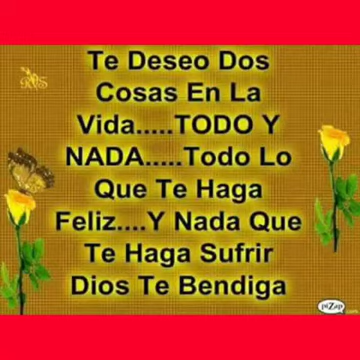 Te Deseo Dos
Cosas En La
Vida.....TODO Y
NADA.....Todo Lo
Que Te Haga
Feliz....Y Nada Que
Te Haga Sufrir
Dios Te Bendiga
piZap